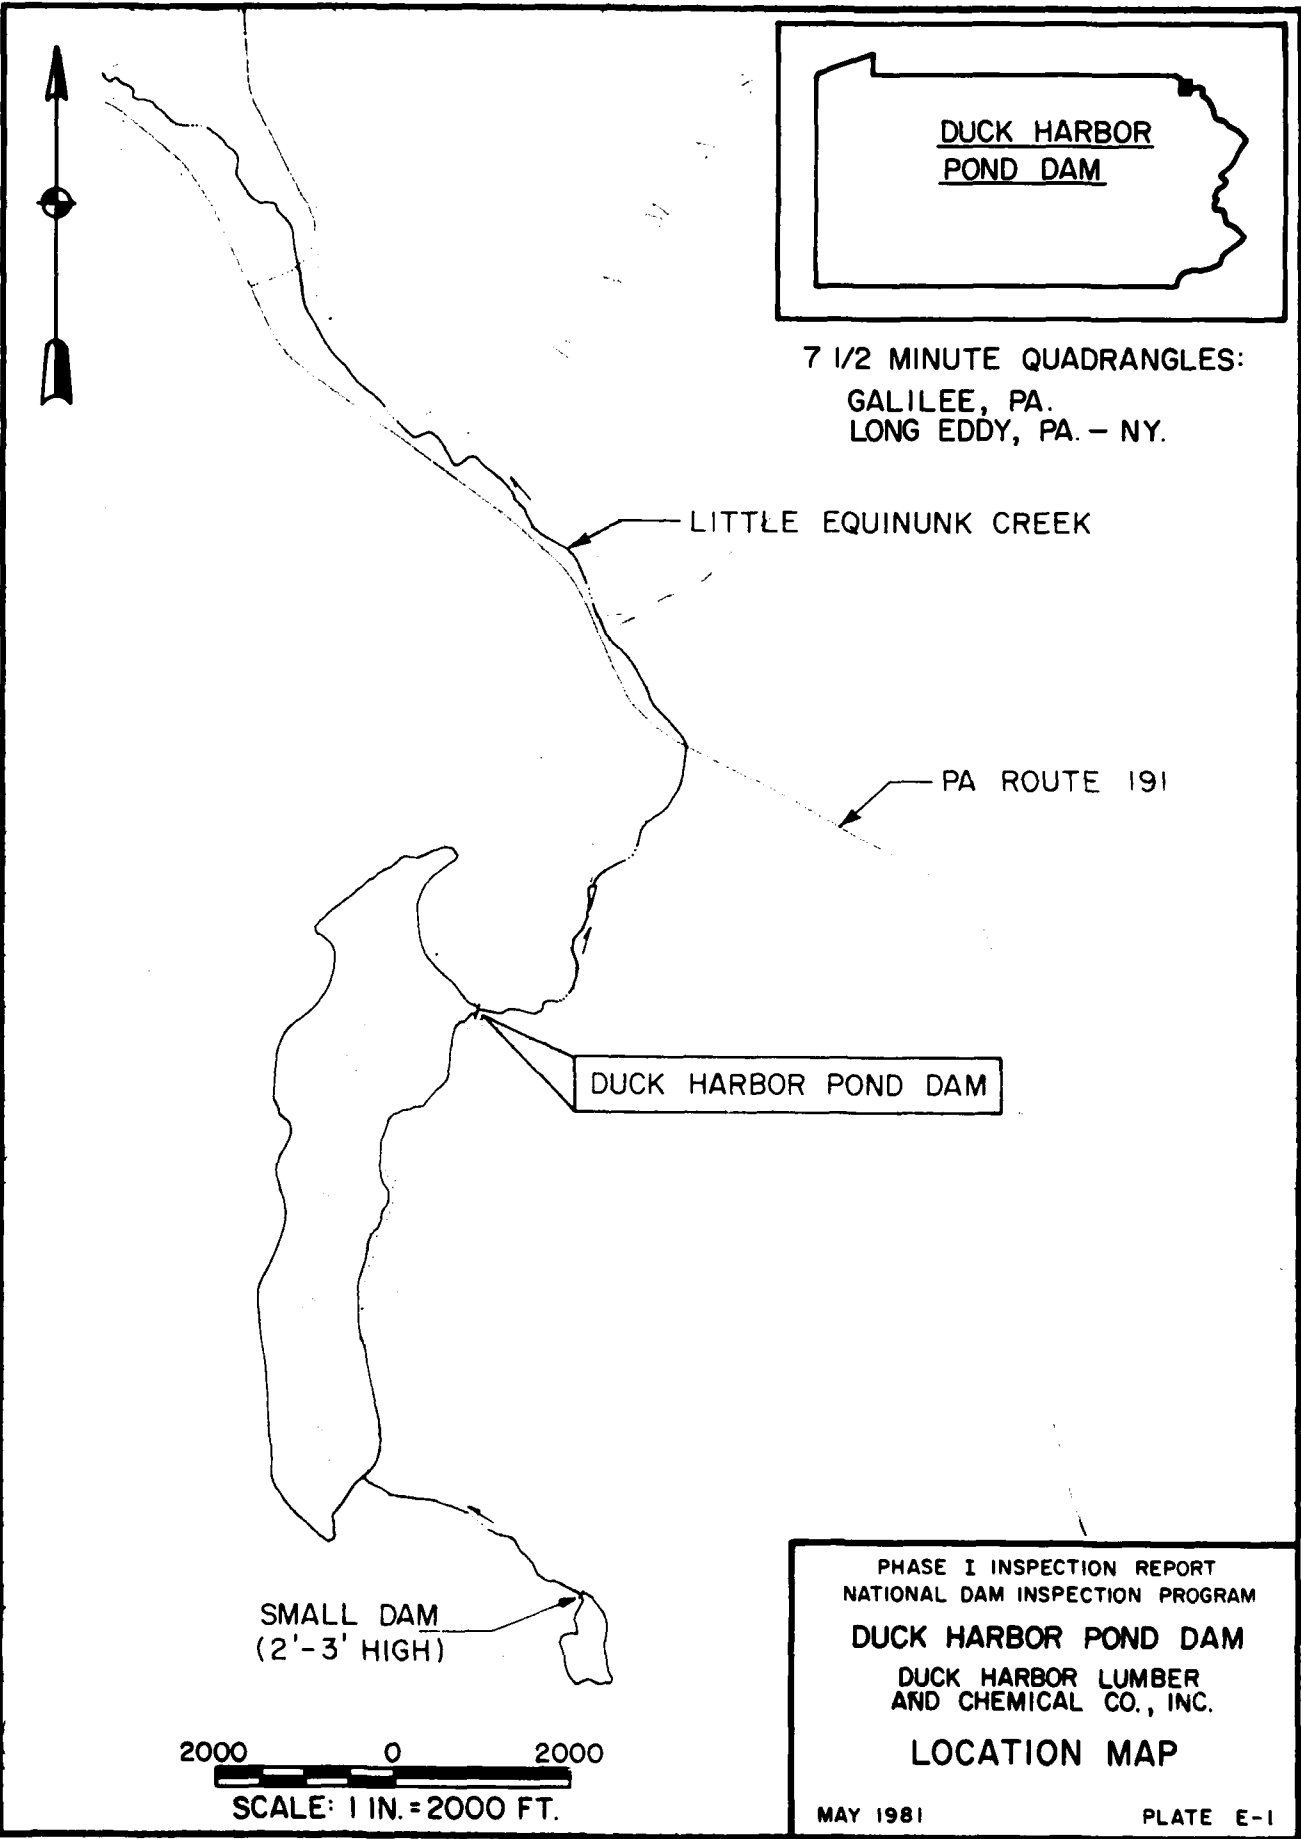 DUCK HARBOR
POND DAM
7 1/2 MINUTE QUADRANGLES:
GALILEE, PA.
LONG EDDY, PA. – NY.
LITTLE EQUINUNK CREEK
PA ROUTE 191
DUCK HARBOR POND DAM
SMALL DAM
(2'-3' HIGH)
2000 0 2000
SCALE: 1 IN. = 2000 FT.
PHASE I INSPECTION REPORT
NATIONAL DAM INSPECTION PROGRAM
DUCK HARBOR POND DAM
DUCK HARBOR LUMBER
AND CHEMICAL CO., INC.
LOCATION MAP
MAY 1981 PLATE E-1